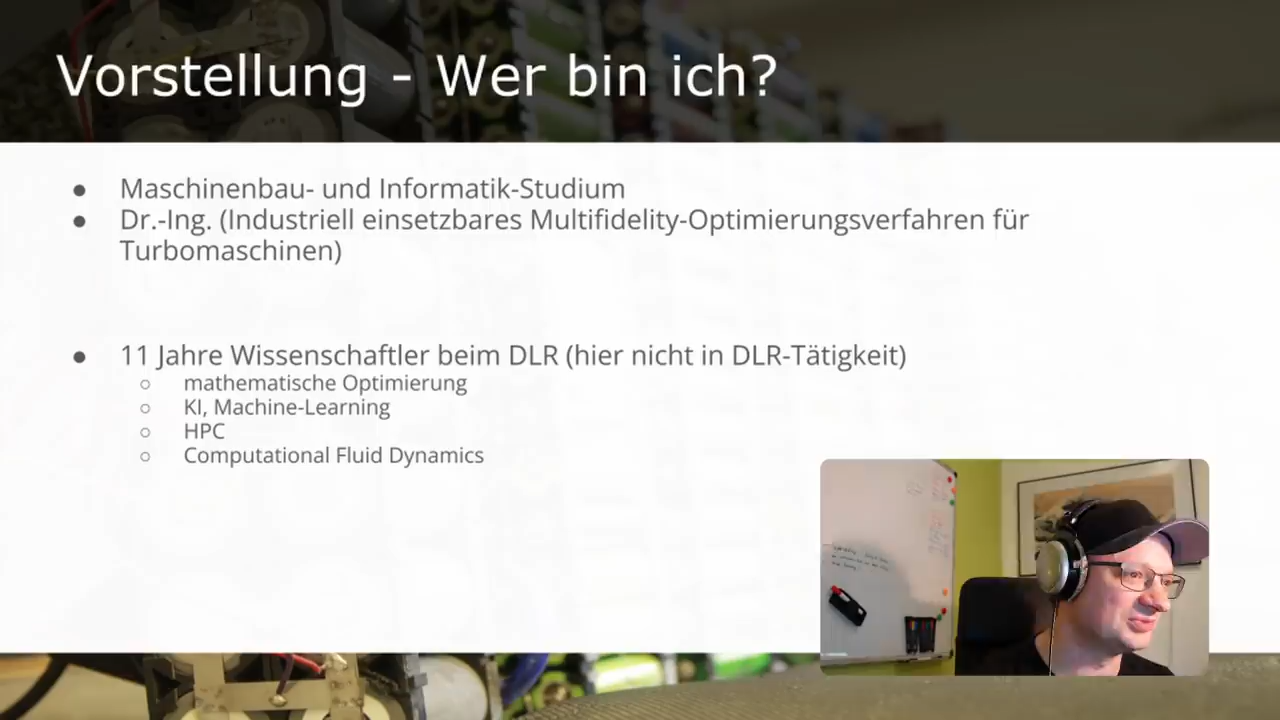 Vorstellung - Wer bin ich?
● Maschinenbau- und Informatik-Studium
● Dr.-Ing. (Industriell einsetzbares Multifidelity-Optimierungsverfahren für
Turbomaschinen)
● 11 Jahre Wissenschaftler beim DLR (hier nicht in DLR-Tätigkeit)
○ mathematische Optimierung
○ KI, Machine-Learning
○ HPC
○ Computational Fluid Dynamics